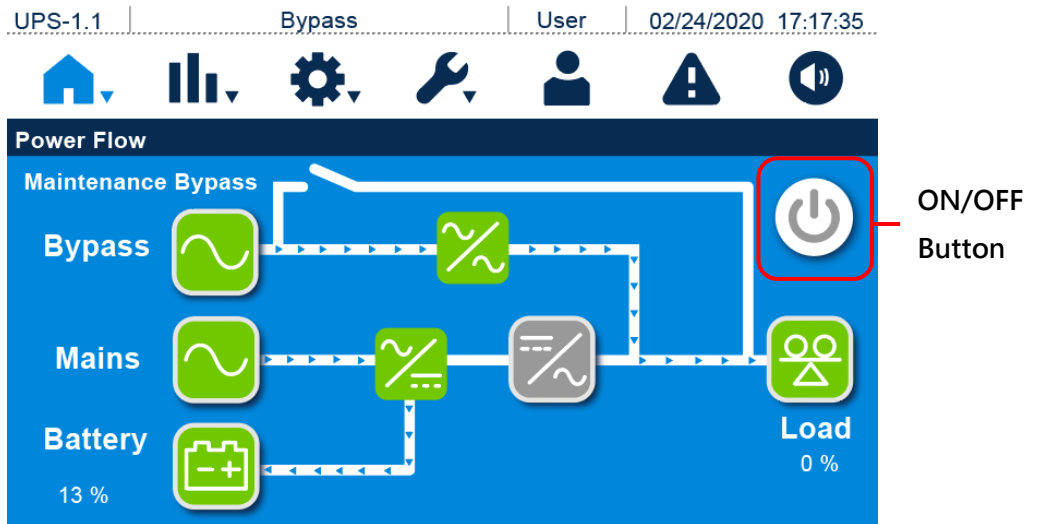 UPS-1.1 Bypass User 02/24/2020 17:17:35
Power Flow
Maintenance Bypass
ON/OFF
Button
Bypass
Mains
Battery
13 %
Load
0 %